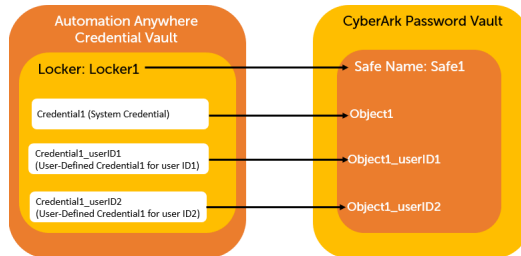 Automation Anywhere
Credential Vault
Locker: Locker1
Credential1 (System Credential)
Credential1_userID1
(User-Defined Credential1 for user ID1)
Credential1_userID2
(User-Defined Credential1 for user ID2)
CyberArk Password Vault
Safe Name: Safe1
Object1
Object1_userID1
Object1_userID2